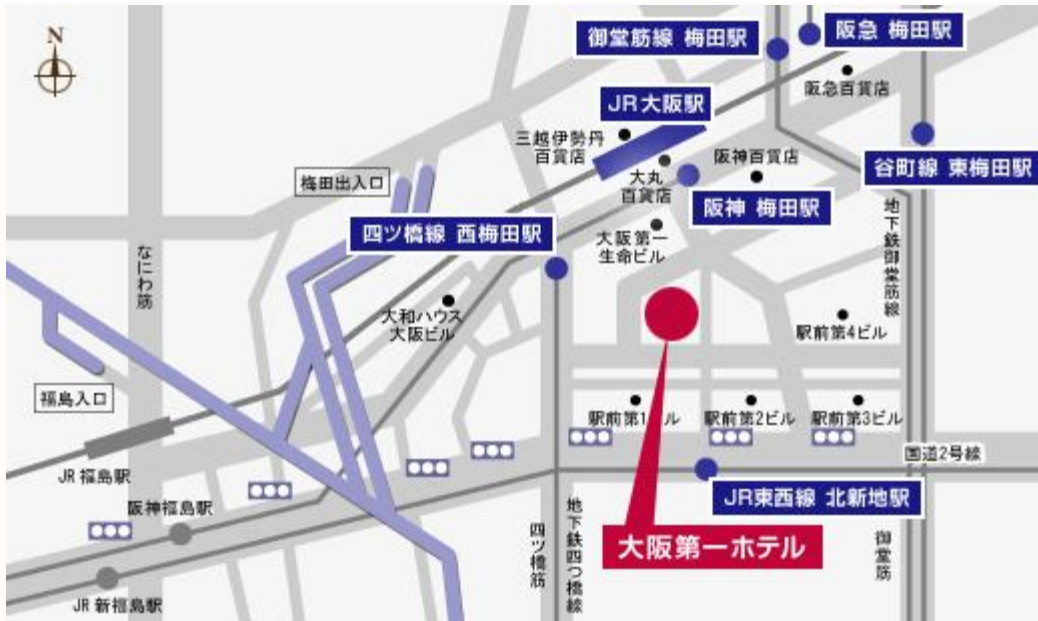 N
御堂筋線 梅田駅
阪急 梅田駅
阪急百貨店
JR大阪駅
三越伊勢丹
百貨店
阪神百貨店
大丸
百貨店
谷町線 東梅田駅
梅田出入口
阪神 梅田駅
四ツ橋線 西梅田駅
大阪第一
生命ビル
地下鉄御堂筋線
なにわ筋
大和ハウス
大阪ビル
駅前第4ビル
福島入口
駅前第1ビル
駅前第2ビル
駅前第3ビル
国道2号線
JR 福島駅
JR東西線 北新地駅
阪神福島駅
四ツ橋筋
地下鉄四つ橋線
大阪第一ホテル
御堂筋
JR 新福島駅